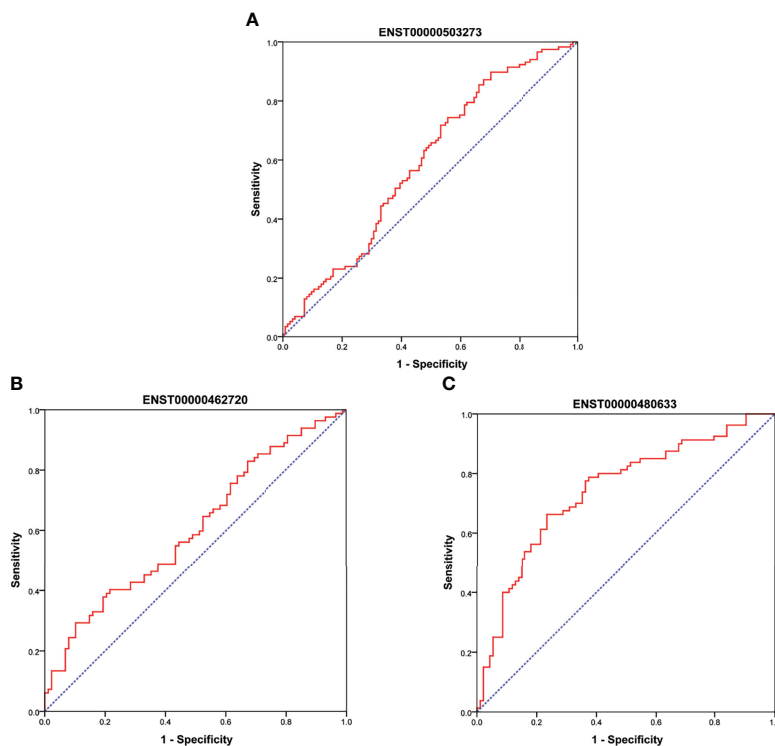 A
ENST00000503273
1.0
0.8
0.6
0.4
0.2
0.0
Sensitivity
0.0 0.2 0.4 0.6 0.8 1.0
1 - Specificity
B
ENST00000462720
1.0
0.8
0.6
0.4
0.2
0.0
Sensitivity
0.0 0.2 0.4 0.6 0.8 1.0
1 - Specificity
C
ENST00000480633
1.0
0.8
0.6
0.4
0.2
0.0
Sensitivity
0.0 0.2 0.4 0.6 0.8 1.0
1 - Specificity